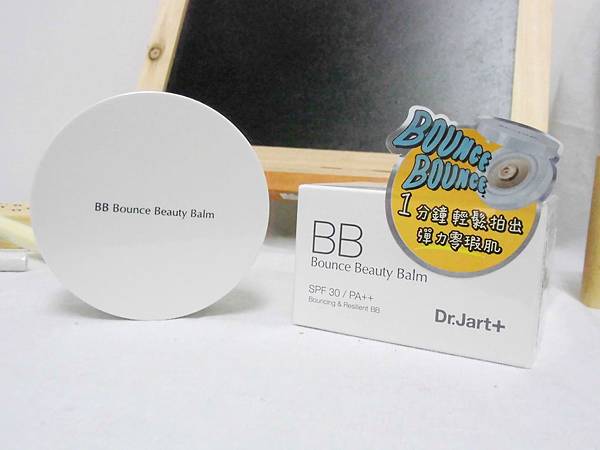 BB Bounce Beauty Balm
BOUNCE
BOUNCE
1分鐘輕鬆拍出
彈力零瑕肌
BB
Bounce Beauty Balm
SPF 30 / PA++
Bouncing & Resilient BB
Dr.Jart+